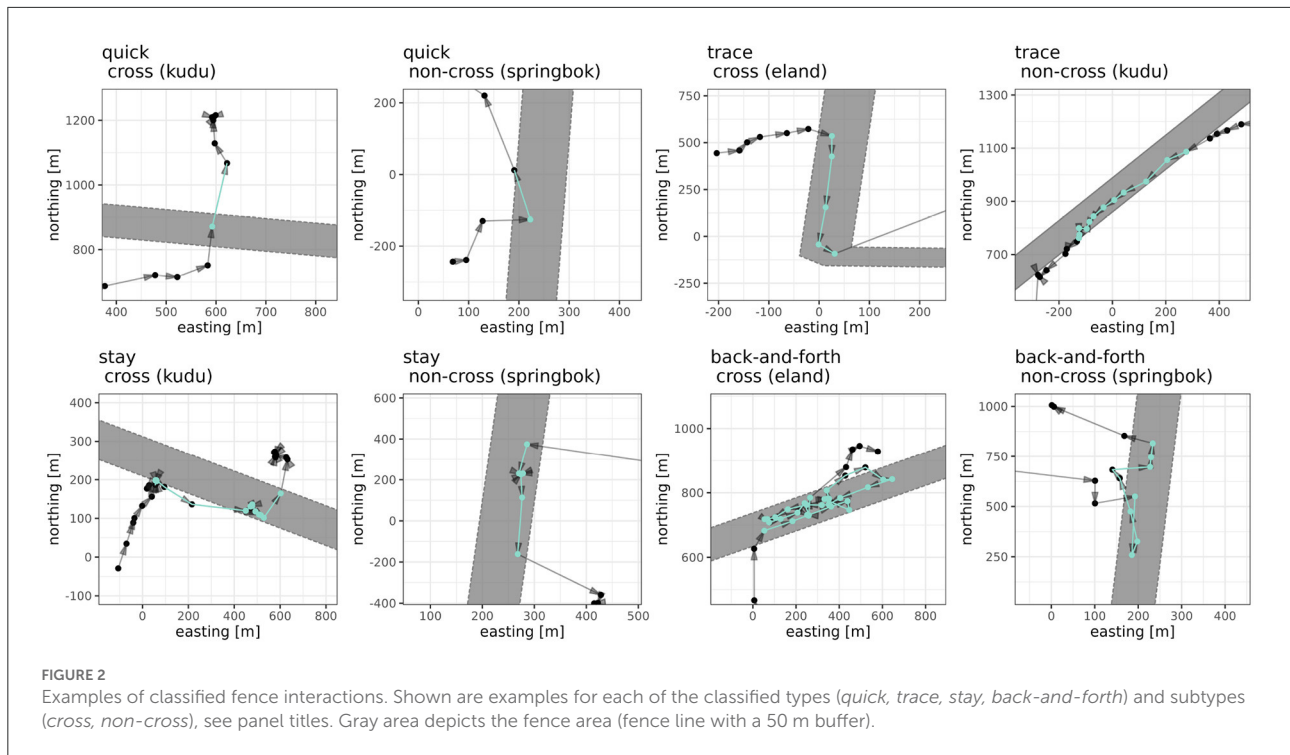 quick
cross (kudu)
quick
non-cross (springbok)
trace
cross (eland)
trace
non-cross (kudu)
northing [m]
1200
1000
800
400 500 600 700 800
easting [m]
northing [m]
200
0
-200
0 100 200 300 400
easting [m]
northing [m]
750
500
250
0
-250
-200 -100 0 100 200
easting [m]
northing [m]
1300
1100
900
700
-200 0 200 400
easting [m]
stay
cross (kudu)
stay
non-cross (springbok)
back-and-forth
cross (eland)
back-and-forth
non-cross (springbok)
northing [m]
400
300
200
100
0
-100
0 200 400 600 800
easting [m]
northing [m]
600
400
200
0
-200
-400
100 200 300 400 500
easting [m]
northing [m]
1000
800
600
0 200 400 600 800
easting [m]
northing [m]
1000
750
500
250
0 100 200 300 400
easting [m]
FIGURE 2
Examples of classified fence interactions. Shown are examples for each of the classified types (quick, trace, stay, back-and-forth) and subtypes
(cross, non-cross), see panel titles. Gray area depicts the fence area (fence line with a 50 m buffer).